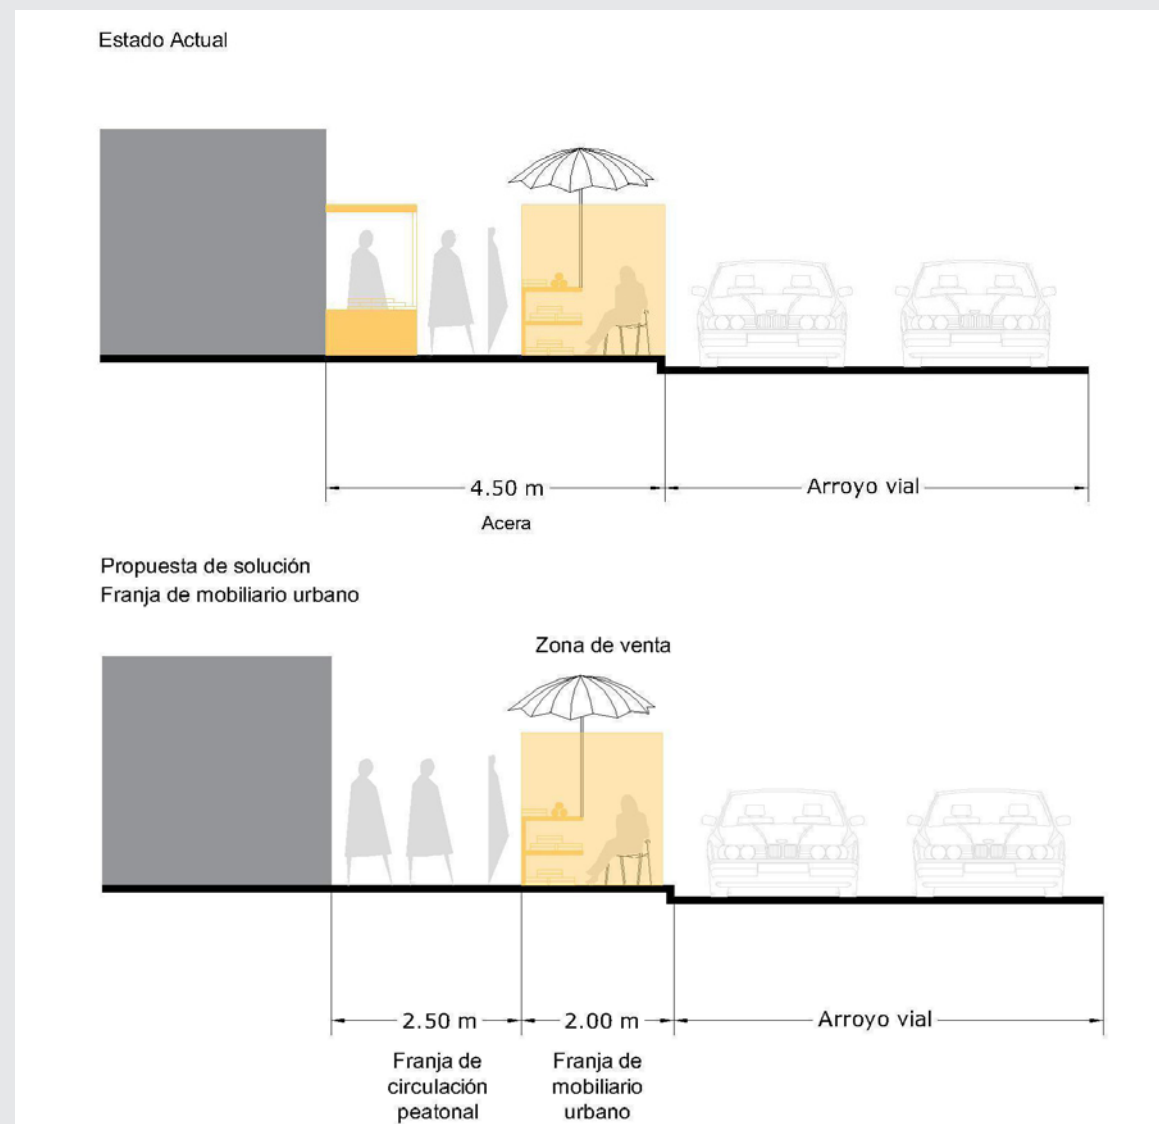 Estado Actual
4.50 m
Arroyo vial
Acera
Propuesta de solución
Franja de mobiliario urbano
Zona de venta
2.50 m
2.00 m
Arroyo vial
Franja de
circulación
peatonal
Franja de
mobiliario
urbano